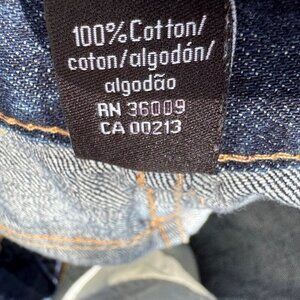 100% Cotton/
coton/algodón/
algodão
RN 36009
CA 00213